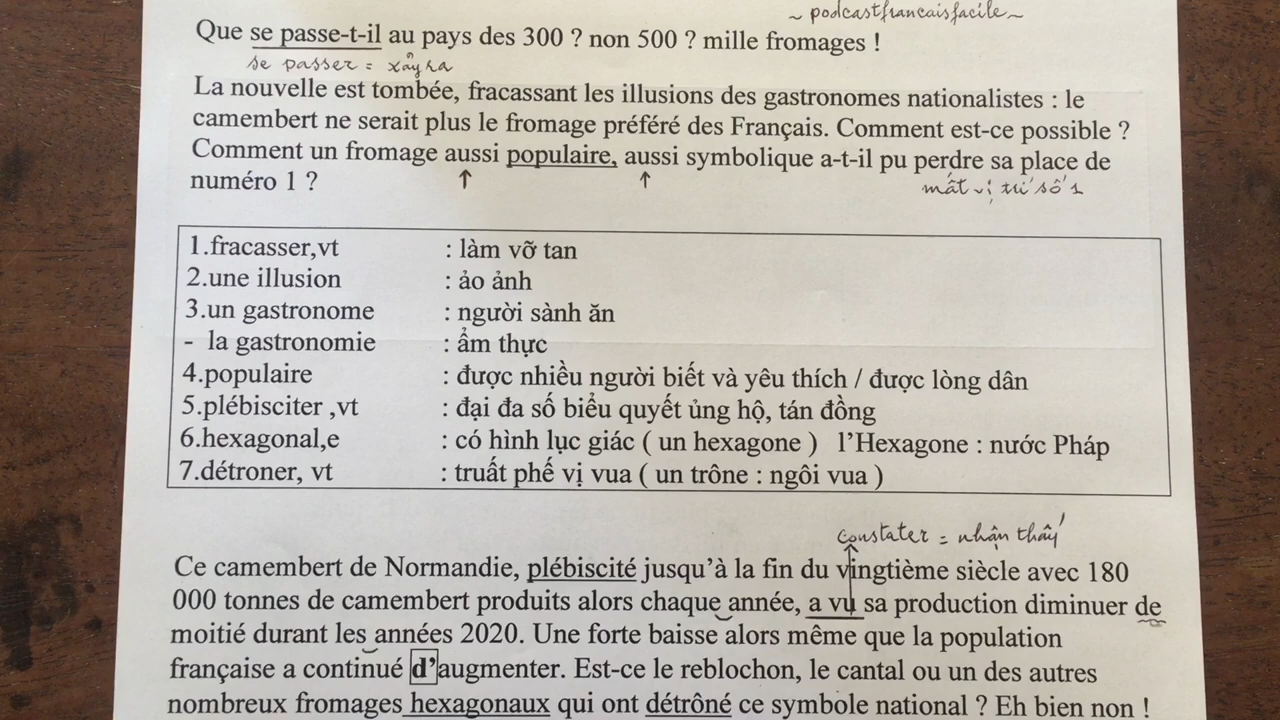 ~ podcastfrancaisfacile ~
Que se passe-t-il au pays des 300 ? non 500 ? mille fromages !
se passer = xảy ra
La nouvelle est tombée, fracassant les illusions des gastronomes nationalistes : le
camembert ne serait plus le fromage préféré des Français. Comment est-ce possible ?
Comment un fromage aussi populaire, aussi symbolique a-t-il pu perdre sa place de
numéro 1 ?
mất vị trí số 1
1.fracasser,vt : làm vỡ tan
2.une illusion : ảo ảnh
3.un gastronome : người sành ăn
- la gastronomie : ẩm thực
4.populaire : được nhiều người biết và yêu thích / được lòng dân
5.plébisciter ,vt : đại đa số biểu quyết ủng hộ, tán đồng
6.hexagonal,e : có hình lục giác ( un hexagone ) l'Hexagone : nước Pháp
7.détroner, vt : truất phế vị vua ( un trône : ngôi vua )
constater = nhận thấy
Ce camembert de Normandie, plébiscité jusqu'à la fin du vingtième siècle avec 180
000 tonnes de camembert produits alors chaque année, a vu sa production diminuer de
moitié durant les années 2020. Une forte baisse alors même que la population
française a continué d'augmenter. Est-ce le reblochon, le cantal ou un des autres
nombreux fromages hexagonaux qui ont détrôné ce symbole national ? Eh bien non !